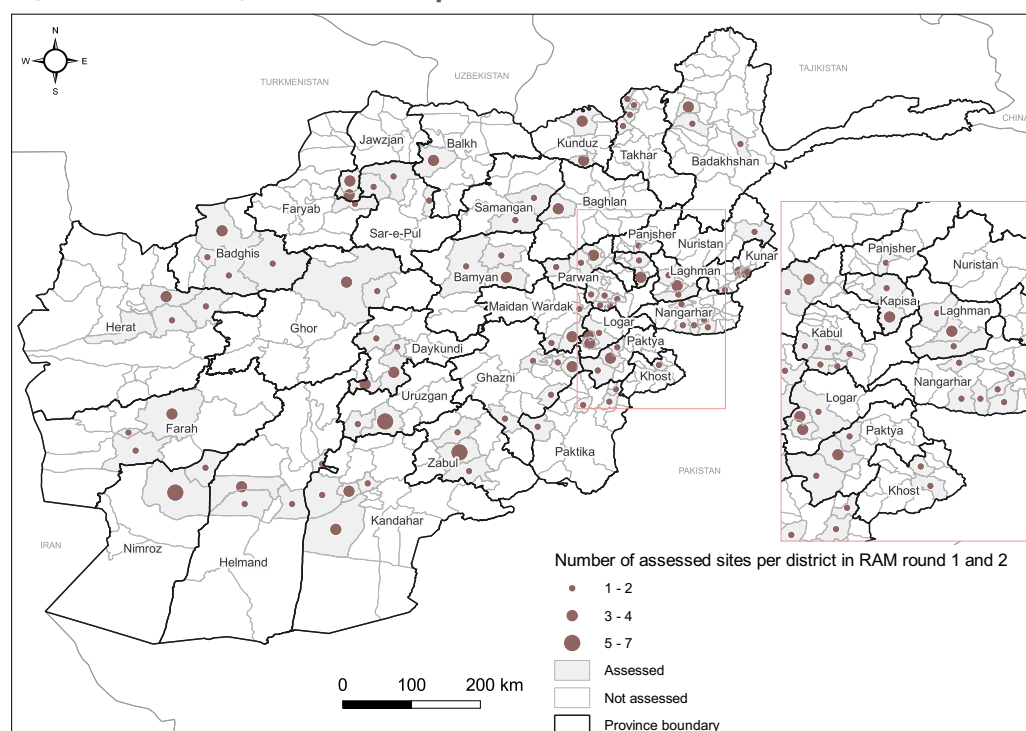 N
W E
S
TURKMENISTAN
UZBEKISTAN
TAJIKISTAN
CHINA
Jawzjan
Balkh
Kunduz
Takhar
Badakhshan
Faryab
Sar-e-Pul
Samangan
Baghlan
Badghis
Bamyan
Parwan
Panjsher
Nuristan
Kunar
Laghman
Herat
Ghor
Maidan Wardak
Nangarhar
Logar
Daykundi
Paktya
Ghazni
Khost
Uruzgan
Farah
Zabul
Paktika
PAKISTAN
Kandahar
IRAN
Nimroz
Helmand
Panjsher
Nuristan
Kapisa
Laghman
Kabul
Nangarhar
Logar
Paktya
Khost
Number of assessed sites per district in RAM round 1 and 2
1 - 2
3 - 4
5 - 7
Assessed
Not assessed
Province boundary
0 100 200 km